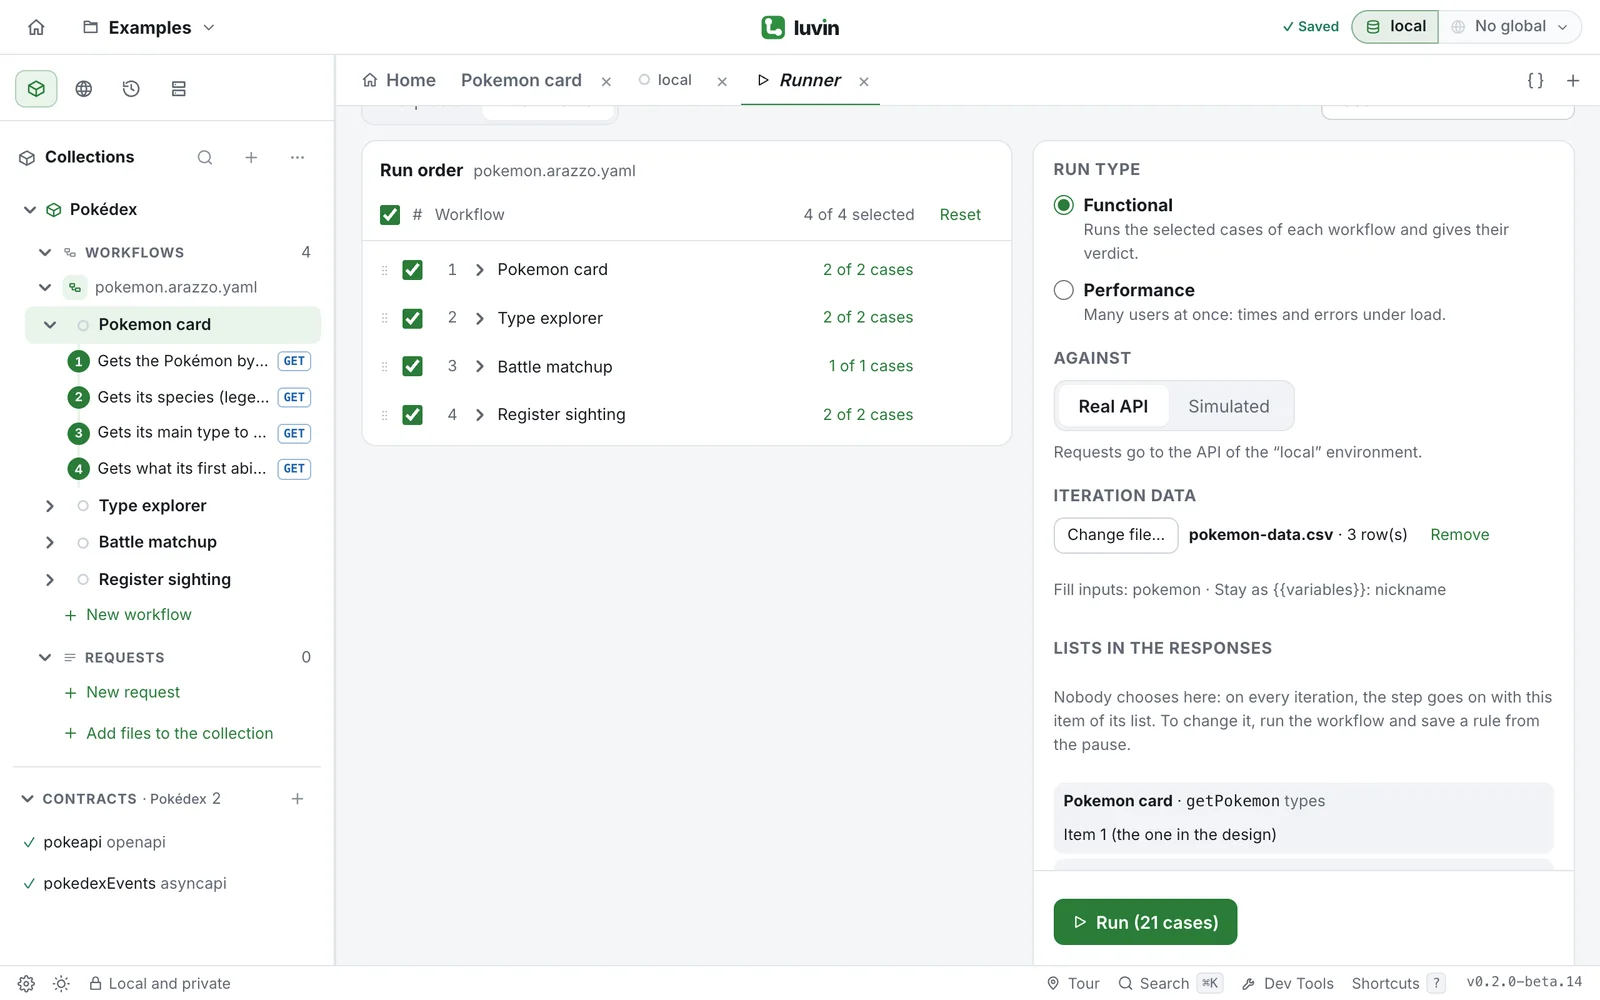 Examples
luvin
Saved
local
No global
Home
Pokemon card
local
Runner
{ }
Collections
Pokédex
WORKFLOWS 4
pokemon.arazzo.yaml
Pokemon card
1 Gets the Pokémon by... GET
2 Gets its species (lege... GET
3 Gets its main type to ... GET
4 Gets what its first abi... GET
Type explorer
Battle matchup
Register sighting
+ New workflow
REQUESTS 0
+ New request
+ Add files to the collection
CONTRACTS · Pokédex 2
pokeapi openapi
pokedexEvents asyncapi
Run order pokemon.arazzo.yaml
# Workflow 4 of 4 selected Reset
1 Pokemon card 2 of 2 cases
2 Type explorer 2 of 2 cases
3 Battle matchup 1 of 1 cases
4 Register sighting 2 of 2 cases
RUN TYPE
Functional
Runs the selected cases of each workflow and gives their
verdict.
Performance
Many users at once: times and errors under load.
AGAINST
Real API Simulated
Requests go to the API of the “local” environment.
ITERATION DATA
Change file... pokemon-data.csv · 3 row(s) Remove
Fill inputs: pokemon · Stay as {{variables}}: nickname
LISTS IN THE RESPONSES
Nobody chooses here: on every iteration, the step goes on with this
item of its list. To change it, run the workflow and save a rule from
the pause.
Pokemon card · getPokemon types
Item 1 (the one in the design)
Run (21 cases)
Local and private
Tour
Search ⌘K
Dev Tools
Shortcuts ?
v0.2.0-beta.14